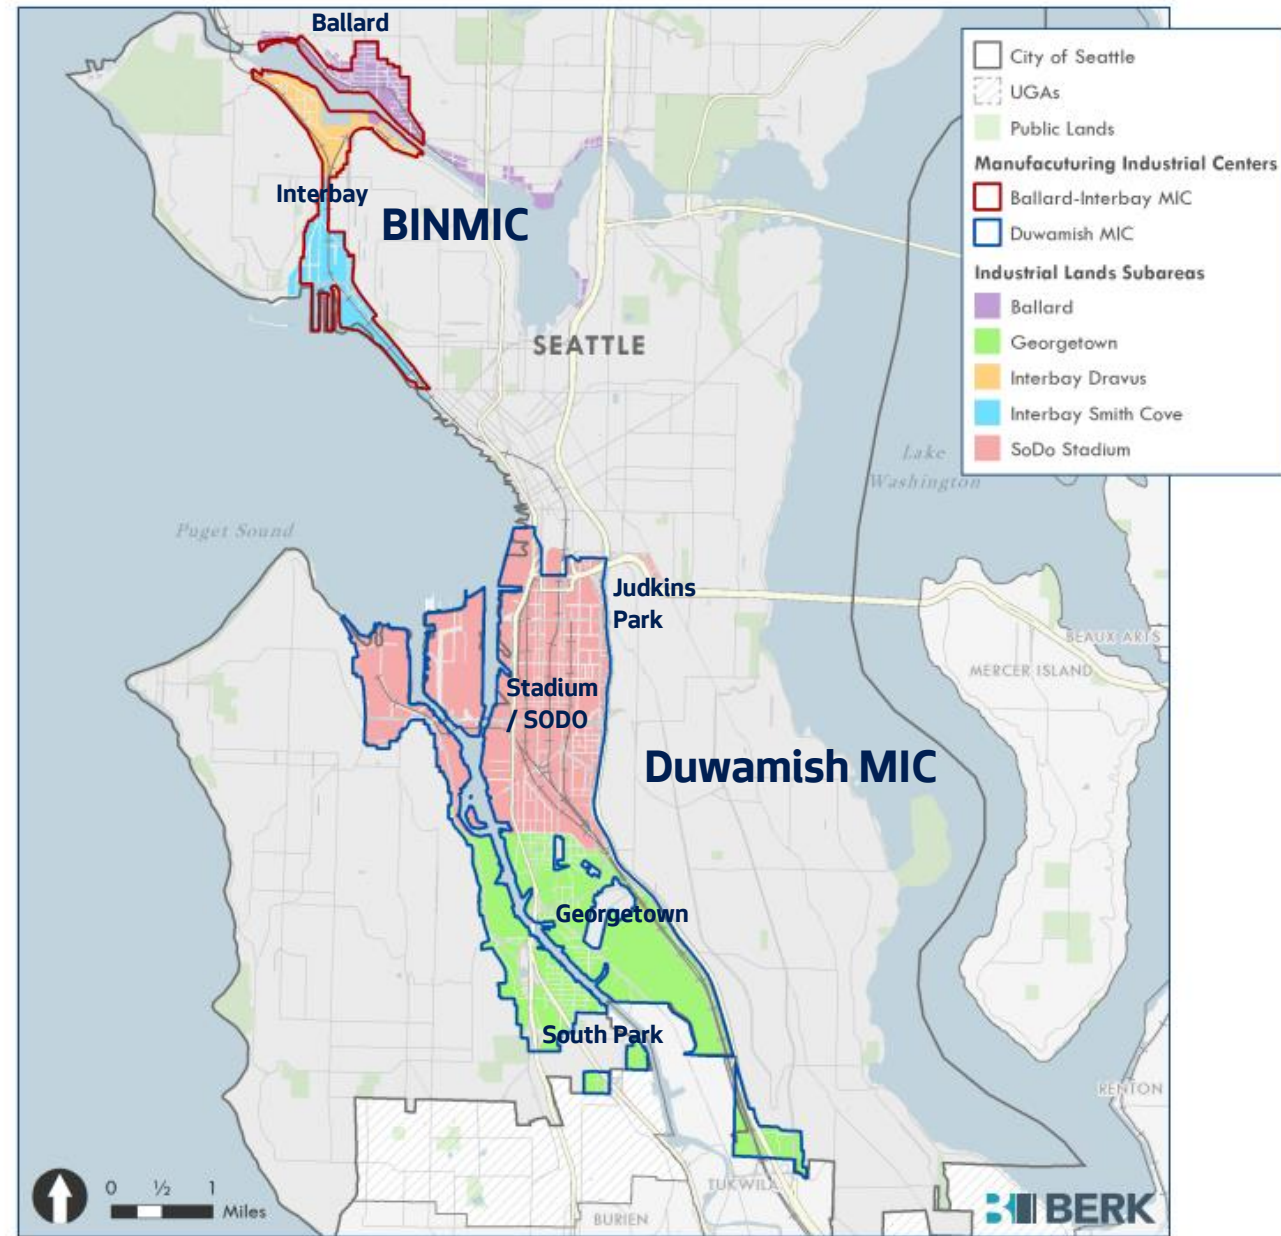 Ballard
Interbay
BINMIC
SEATTLE
Puget Sound
Lake
Washington
Judkins
Park
BEAUX ARTS
MERCER ISLAND
Stadium
/ SODO
Duwamish MIC
Georgetown
South Park
RENTON
TUKWILA
BURIEN
City of Seattle
UGAs
Public Lands
Manufacuturing Industrial Centers
Ballard-Interbay MIC
Duwamish MIC
Industrial Lands Subareas
Ballard
Georgetown
Interbay Dravus
Interbay Smith Cove
SoDo Stadium
0 ½ 1
Miles
BERK